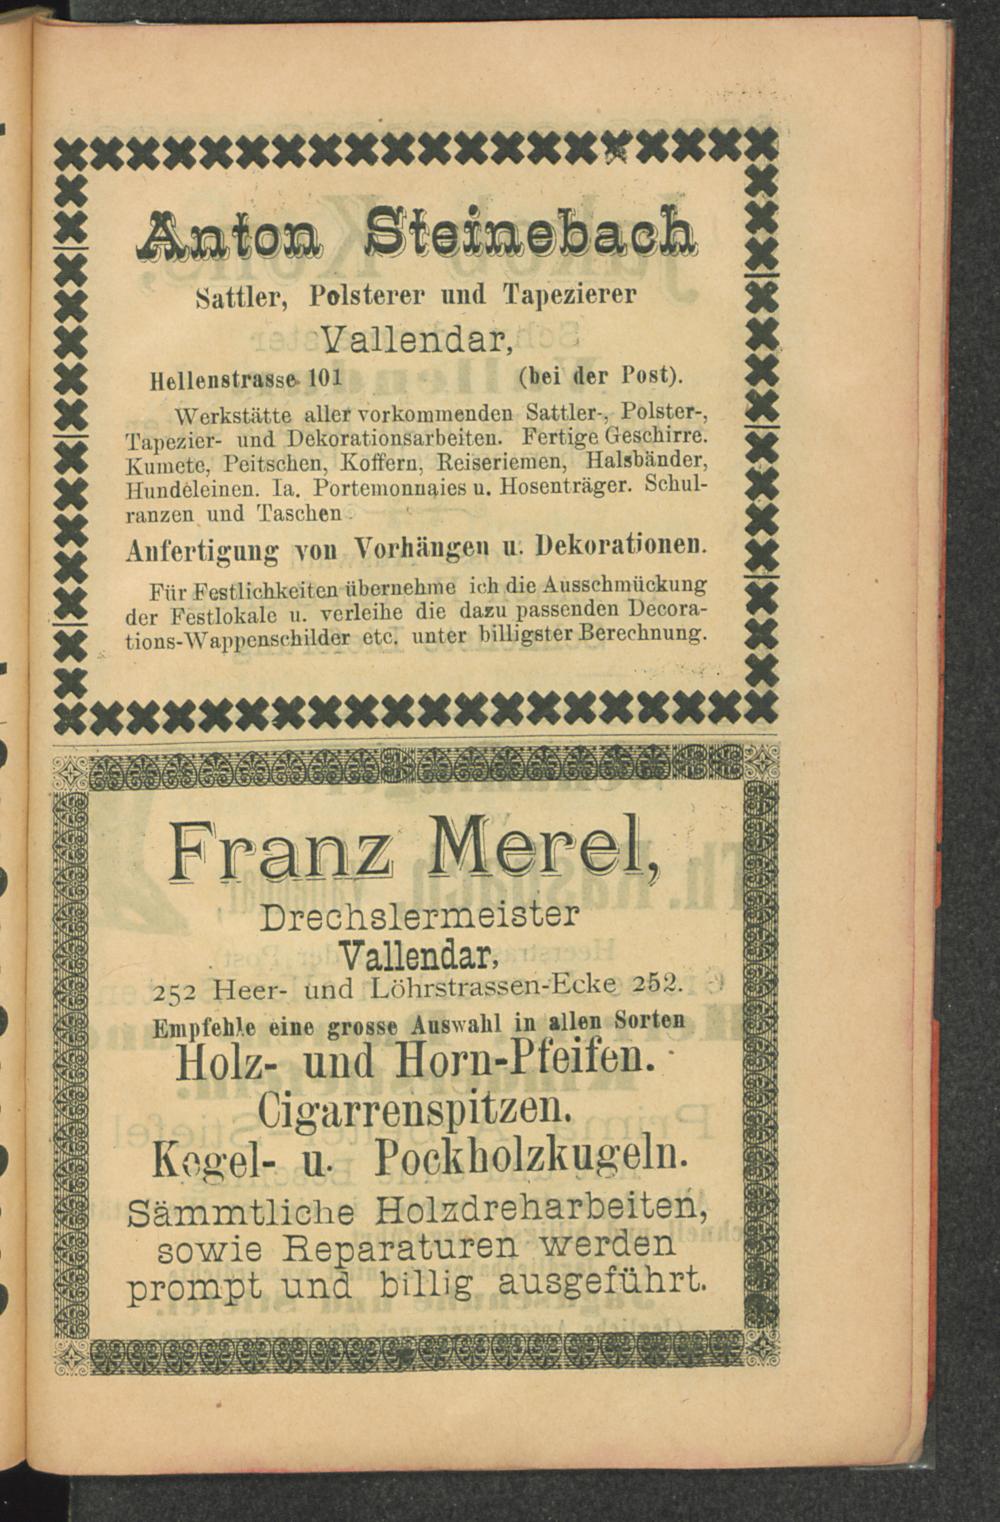 Anton Steinebach
Sattler, Polsterer und Tapezierer
Vallendar,
Hellenstrasse 101 (bei der Post).
Werkstätte aller vorkommenden Sattler-, Polster-,
Tapezier- und Dekorationsarbeiten. Fertige Geschirre.
Kumete, Peitschen, Koffern, Reiseriemen, Halsbänder,
Hundeleinen. Ia. Portemonnaies u. Hosenträger. Schul-
ranzen und Taschen
Anfertigung von Vorhängen u. Dekorationen.
Für Festlichkeiten übernehme ich die Ausschmückung
der Festlokale u. verleihe die dazu passenden Decora-
tions-Wappenschilder etc. unter billigster Berechnung.
Franz Merel,
Drechslermeister
Vallendar,
252 Heer- und Löhrstrassen-Ecke 252.
Empfehle eine grosse Auswahl in allen Sorten
Holz- und Horn-Pfeifen.
Cigarrenspitzen.
Kegel- u. Pockholzkugeln.
Sämmtliche Holzdreharbeiten,
sowie Reparaturen werden
prompt und billig ausgeführt.